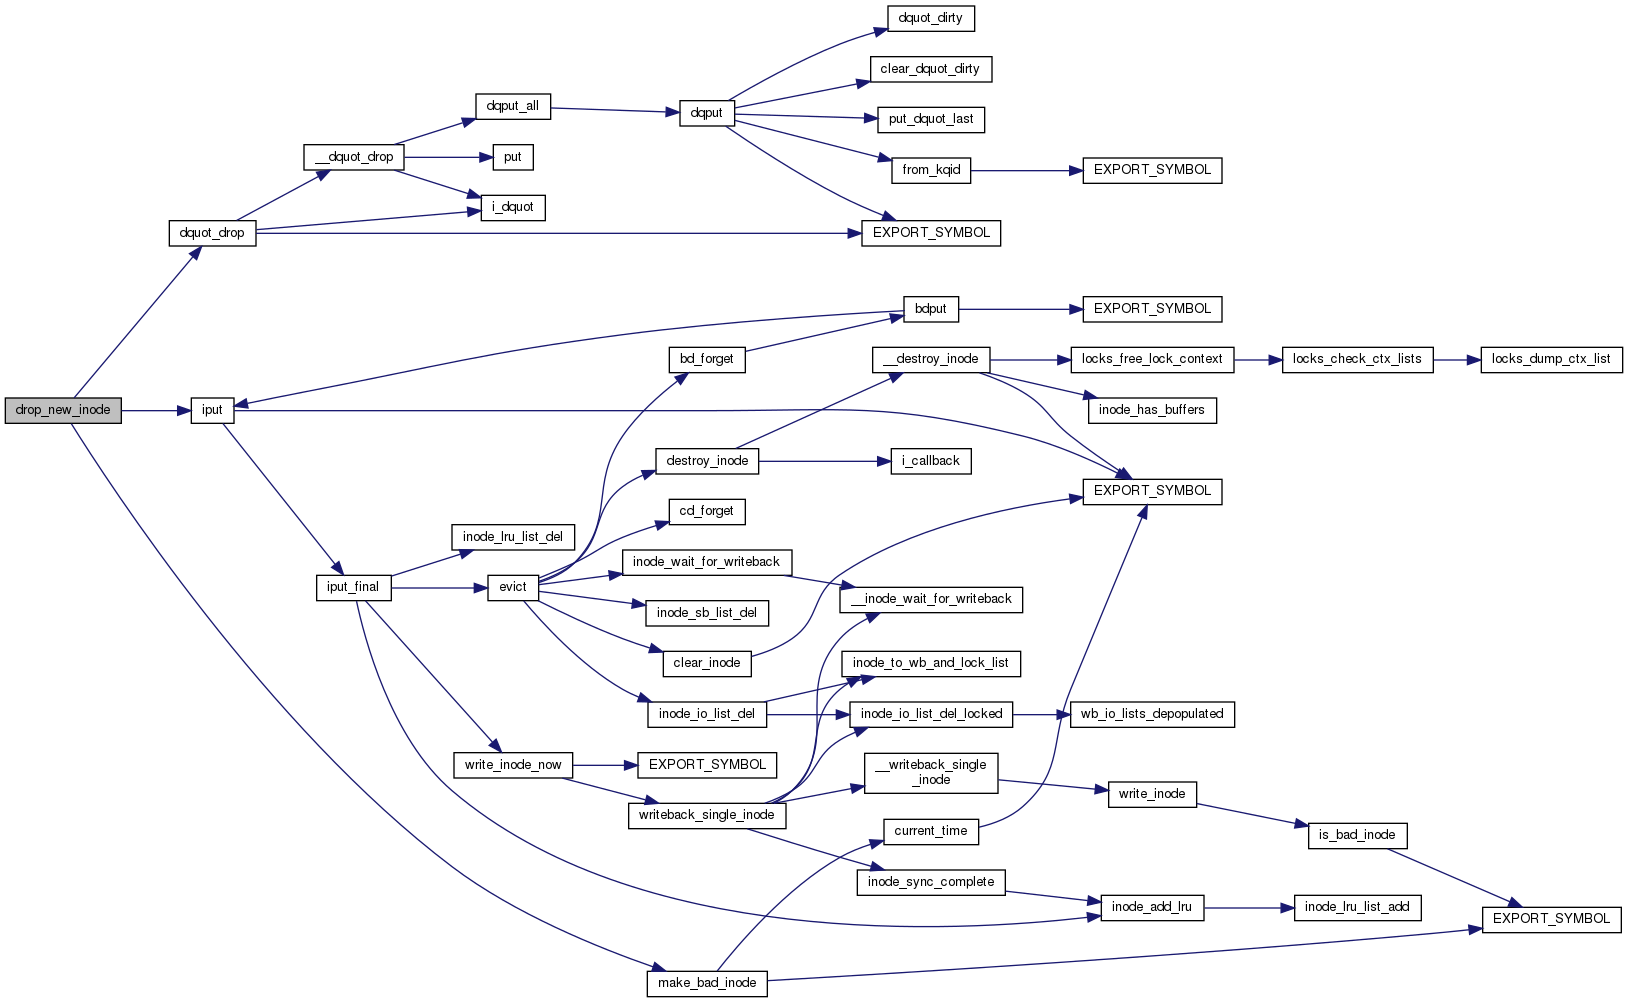 dquot_dirty
clear_dquot_dirty
dqput_all
dqput
put_dquot_last
__dquot_drop
put
from_kqid
EXPORT_SYMBOL
i_dquot
dquot_drop
EXPORT_SYMBOL
bdput
EXPORT_SYMBOL
bd_forget
__destroy_inode
locks_free_lock_context
locks_check_ctx_lists
locks_dump_ctx_list
drop_new_inode
iput
inode_has_buffers
destroy_inode
i_callback
EXPORT_SYMBOL
cd_forget
inode_lru_list_del
inode_wait_for_writeback
iput_final
evict
__inode_wait_for_writeback
inode_sb_list_del
clear_inode
inode_to_wb_and_lock_list
inode_io_list_del
inode_io_list_del_locked
wb_io_lists_depopulated
write_inode_now
EXPORT_SYMBOL
__writeback_single
_inode
write_inode
writeback_single_inode
current_time
is_bad_inode
inode_sync_complete
inode_add_lru
inode_lru_list_add
EXPORT_SYMBOL
make_bad_inode